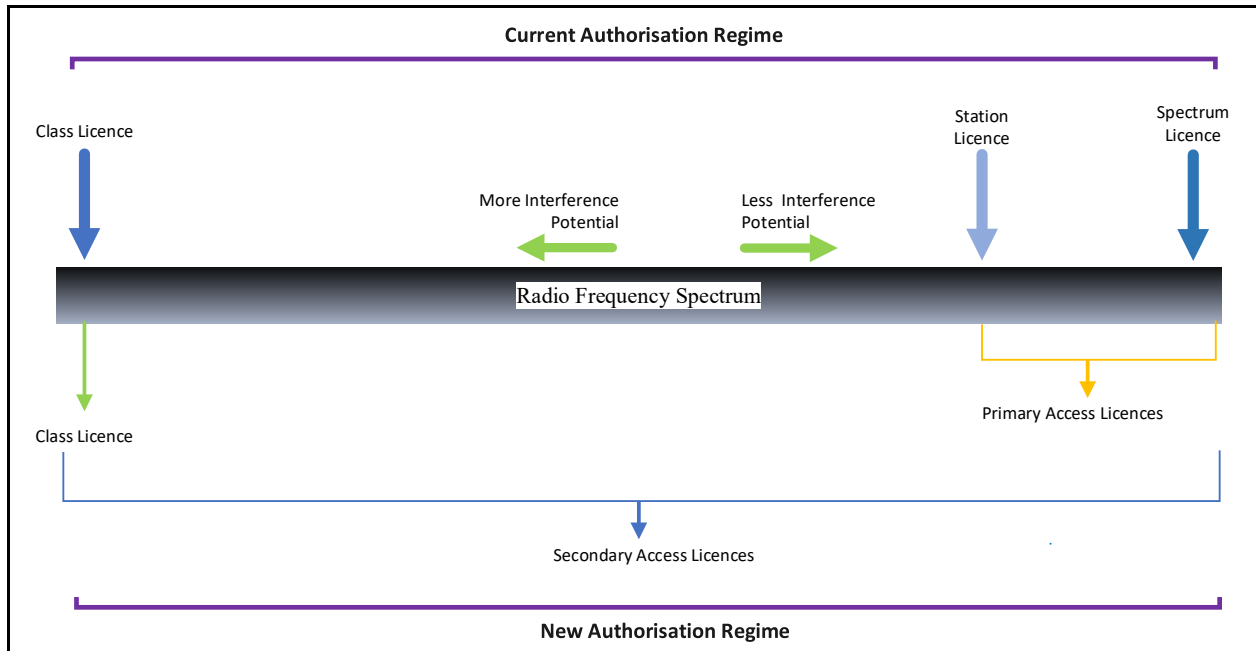 Current Authorisation Regime
Class Licence
Station
Licence
Spectrum
Licence
More Interference
Potential
Less Interference
Potential
Radio Frequency Spectrum
Class Licence
Primary Access Licences
Secondary Access Licences
New Authorisation Regime